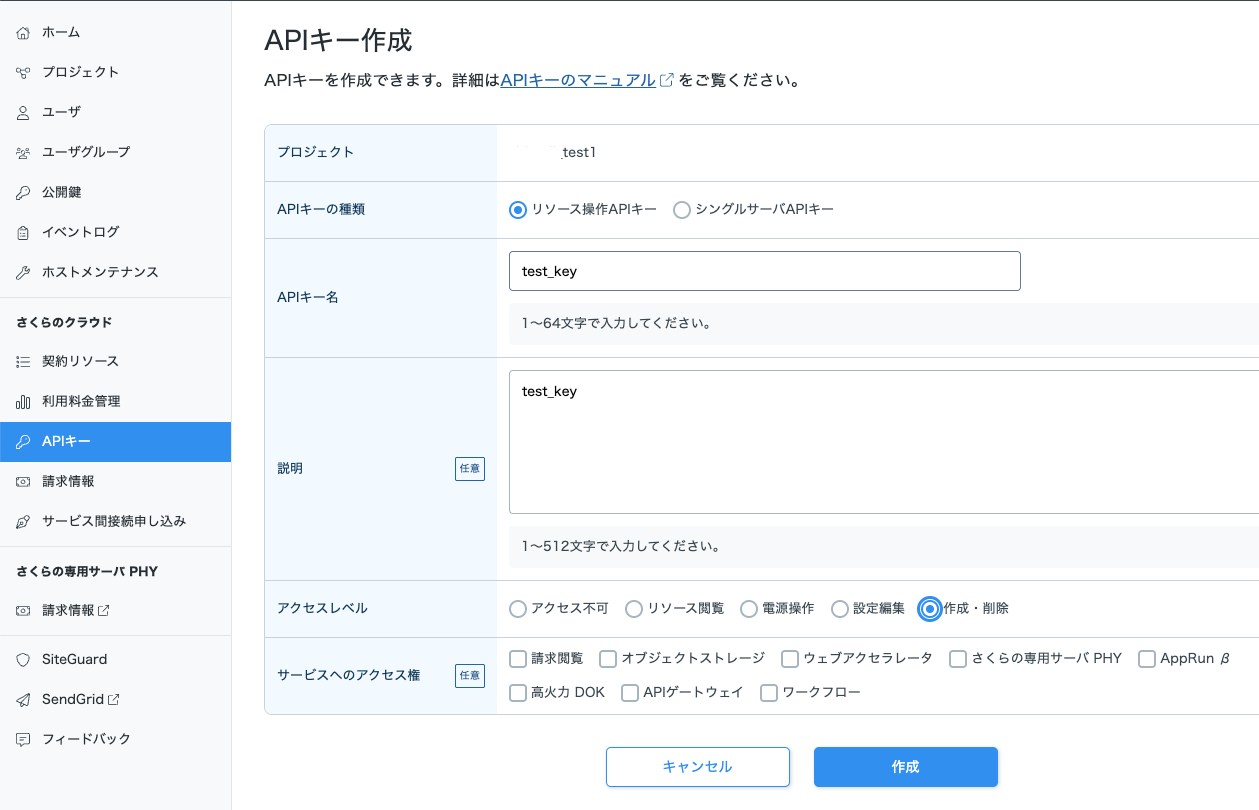 ホーム
プロジェクト
ユーザ
ユーザグループ
公開鍵
イベントログ
ホストメンテナンス
さくらのクラウド
契約リソース
利用料金管理
APIキー
請求情報
サービス間接続申し込み
さくらの専用サーバ PHY
請求情報
SiteGuard
SendGrid
フィードバック
APIキー作成
APIキーを作成できます。詳細はAPIキーのマニュアル をご覧ください。
プロジェクト
_test1
APIキーの種類
リソース操作APIキー シングルサーバAPIキー
APIキー名
test_key
1〜64文字で入力してください。
説明 任意
test_key
1〜512文字で入力してください。
アクセスレベル
アクセス不可 リソース閲覧 電源操作 設定編集 作成・削除
サービスへのアクセス権 任意
請求閲覧 オブジェクトストレージ ウェブアクセラレータ さくらの専用サーバ PHY AppRun β
高火力 DOK APIゲートウェイ ワークフロー
キャンセル 作成